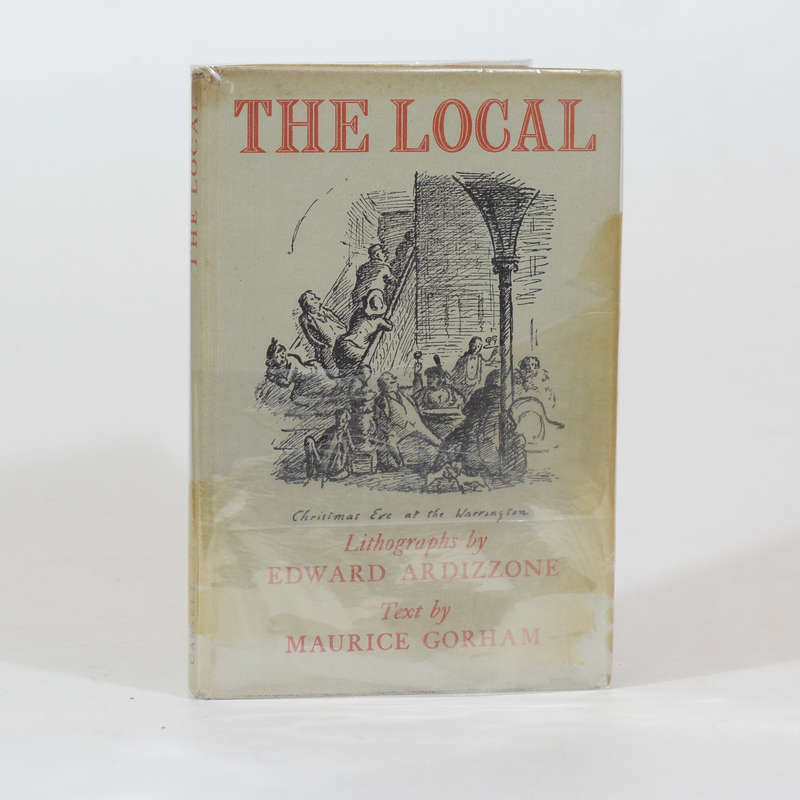 THE LOCAL
Christmas Eve at the Warrington
Lithographs by
EDWARD ARDIZZONE
Text by
MAURICE GORHAM
THE LOCAL